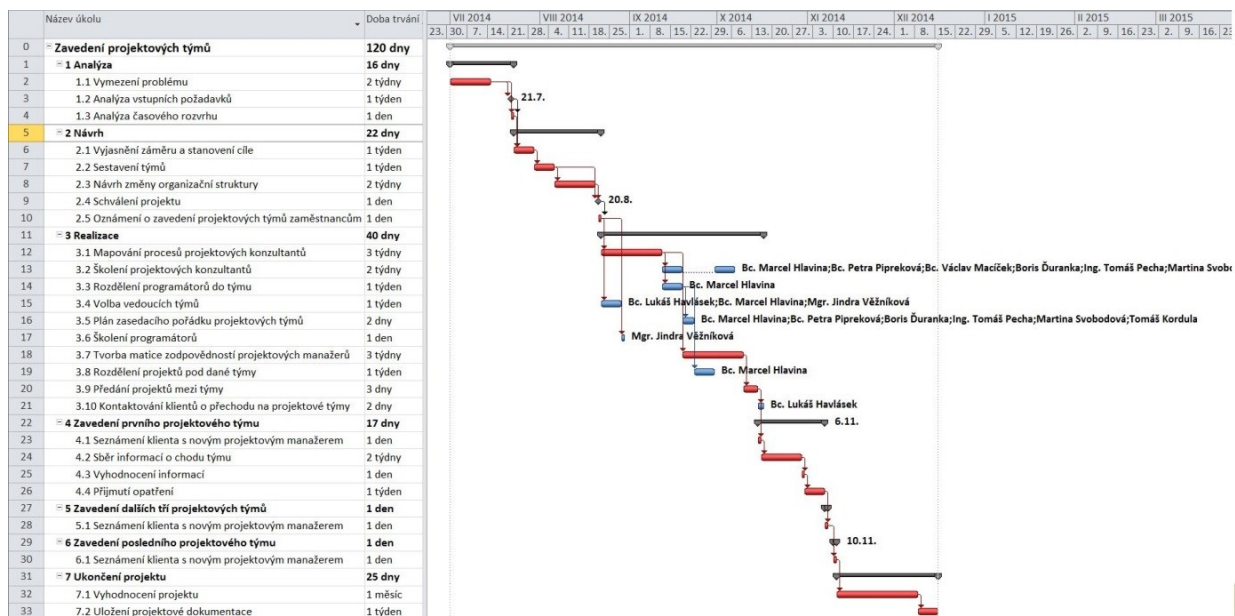 Název úkolu Doba trvání VII 2014 VIII 2014 IX 2014 X 2014 XI 2014 XII 2014 I 2015 II 2015 III 2015
23. 30. 7. 14. 21. 28. 4. 11. 18. 25. 1. 8. 15. 22. 29. 6. 13. 20. 27. 3. 10. 17. 24. 1. 8. 15. 22. 29. 5. 12. 19. 26. 2. 9. 16. 23. 2. 9. 16. 23
0 Zavedení projektových týmů 120 dny
1 1 Analýza 16 dny
2 1.1 Vymezení problému 2 týdny
3 1.2 Analýza vstupních požadavků 1 týden 21.7.
4 1.3 Analýza časového rozvrhu 1 den
5 2 Návrh 22 dny
6 2.1 Vyjasnění záměru a stanovení cíle 1 týden
7 2.2 Sestavení týmů 1 týden
8 2.3 Návrh změny organizační struktury 2 týdny
9 2.4 Schválení projektu 1 den 20.8.
10 2.5 Oznámení o zavedení projektových týmů zaměstnancům 1 den
11 3 Realizace 40 dny
12 3.1 Mapování procesů projektových konzultantů 3 týdny
13 3.2 Školení projektových konzultantů 2 týdny Bc. Marcel Hlavina;Bc. Petra Pipreková;Bc. Václav Macíček;Boris Ďuranka;Ing. Tomáš Pecha;Martina Svobo
14 3.3 Rozdělení programátorů do týmu 1 týden Bc. Marcel Hlavina
15 3.4 Volba vedoucích týmů 1 týden Bc. Lukáš Havlásek;Bc. Marcel Hlavina;Mgr. Jindra Věžníková
16 3.5 Plán zasedacího pořádku projektových týmů 2 dny Bc. Marcel Hlavina;Bc. Petra Pipreková;Boris Ďuranka;Ing. Tomáš Pecha;Martina Svobodová;Tomáš Kordula
17 3.6 Školení programátorů 1 den Mgr. Jindra Věžníková
18 3.7 Tvorba matice zodpovědností projektových manažerů 3 týdny
19 3.8 Rozdělení projektů pod dané týmy 1 týden Bc. Marcel Hlavina
20 3.9 Předání projektů mezi týmy 3 dny
21 3.10 Kontaktování klientů o přechodu na projektové týmy 2 dny Bc. Lukáš Havlásek
22 4 Zavedení prvního projektového týmu 17 dny 6.11.
23 4.1 Seznámení klienta s novým projektovým manažerem 1 den
24 4.2 Sběr informací o chodu týmu 2 týdny
25 4.3 Vyhodnocení informací 1 den
26 4.4 Přijmutí opatření 1 týden
27 5 Zavedení dalších tří projektových týmů 1 den
28 5.1 Seznámení klienta s novým projektovým manažerem 1 den
29 6 Zavedení posledního projektového týmu 1 den 10.11.
30 6.1 Seznámení klienta s novým projektovým manažerem 1 den
31 7 Ukončení projektu 25 dny
32 7.1 Vyhodnocení projektu 1 měsíc
33 7.2 Uložení projektové dokumentace 1 týden